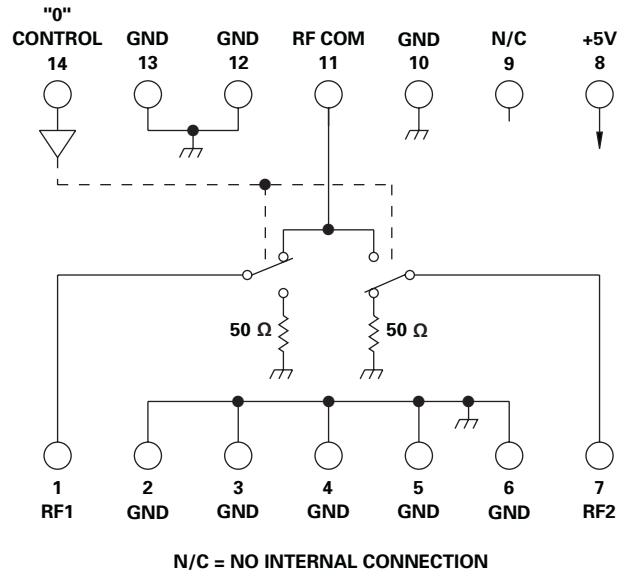 "0"
CONTROL GND GND RF COM GND N/C +5V
14 13 12 11 10 9 8
50 Ω 50 Ω
1 2 3 4 5 6 7
RF1 GND GND GND GND GND RF2
N/C = NO INTERNAL CONNECTION